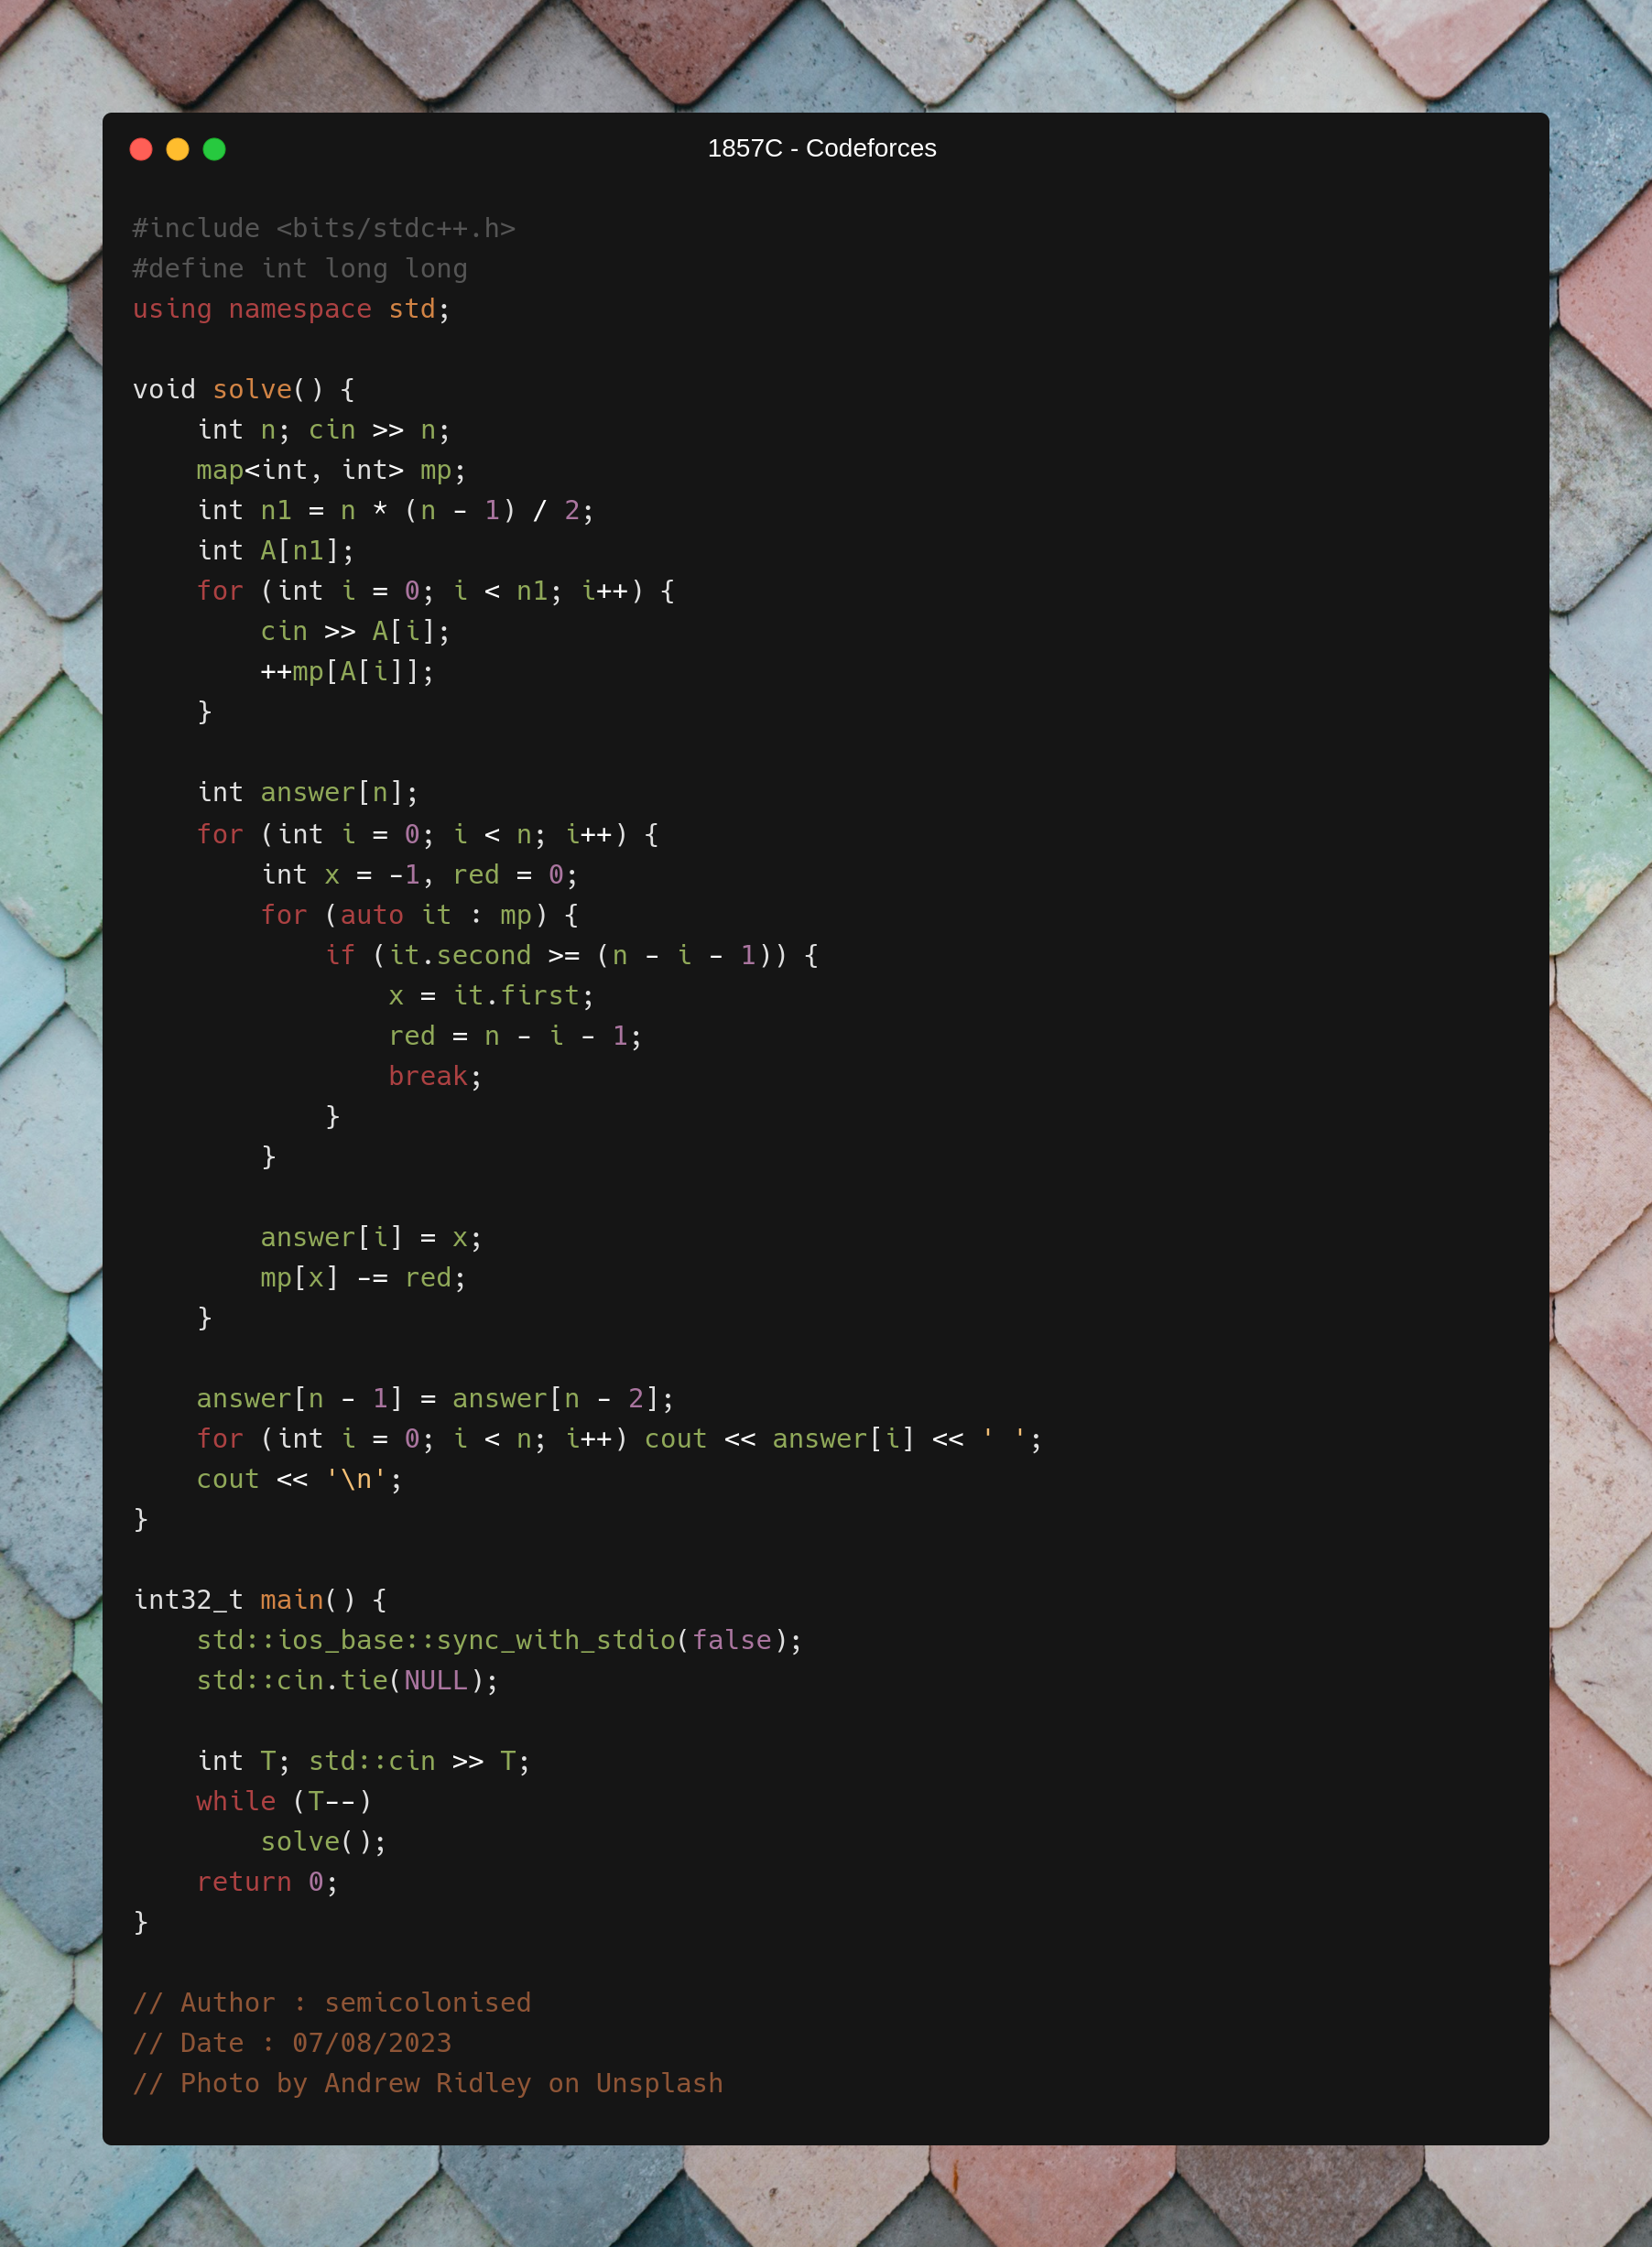 1857C - Codeforces
#include <bits/stdc++.h>
#define int long long
using namespace std;
void solve() {
    int n; cin >> n;
    map<int, int> mp;
    int n1 = n * (n - 1) / 2;
    int A[n1];
    for (int i = 0; i < n1; i++) {
        cin >> A[i];
        ++mp[A[i]];
    }
    int answer[n];
    for (int i = 0; i < n; i++) {
        int x = -1, red = 0;
        for (auto it : mp) {
            if (it.second >= (n - i - 1)) {
                x = it.first;
                red = n - i - 1;
                break;
            }
        }
        answer[i] = x;
        mp[x] -= red;
    }
    answer[n - 1] = answer[n - 2];
    for (int i = 0; i < n; i++) cout << answer[i] << ' ';
    cout << '\n';
}
int32_t main() {
    std::ios_base::sync_with_stdio(false);
    std::cin.tie(NULL);
    int T; std::cin >> T;
    while (T--)
        solve();
    return 0;
}
// Author : semicolonised
// Date : 07/08/2023
// Photo by Andrew Ridley on Unsplash